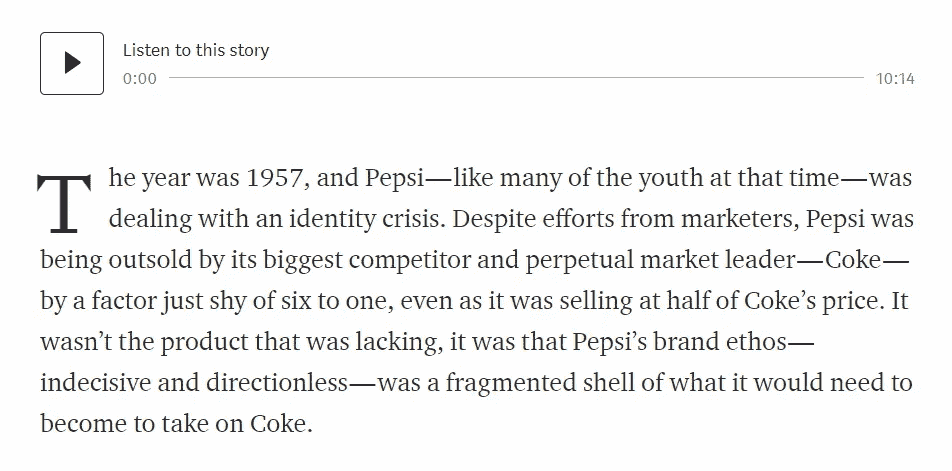 Listen to this story
0:00 10:14
The year was 1957, and Pepsi—like many of the youth at that time—was
dealing with an identity crisis. Despite efforts from marketers, Pepsi was
being outsold by its biggest competitor and perpetual market leader—Coke—
by a factor just shy of six to one, even as it was selling at half of Coke’s price. It
wasn’t the product that was lacking, it was that Pepsi’s brand ethos—
indecisive and directionless—was a fragmented shell of what it would need to
become to take on Coke.